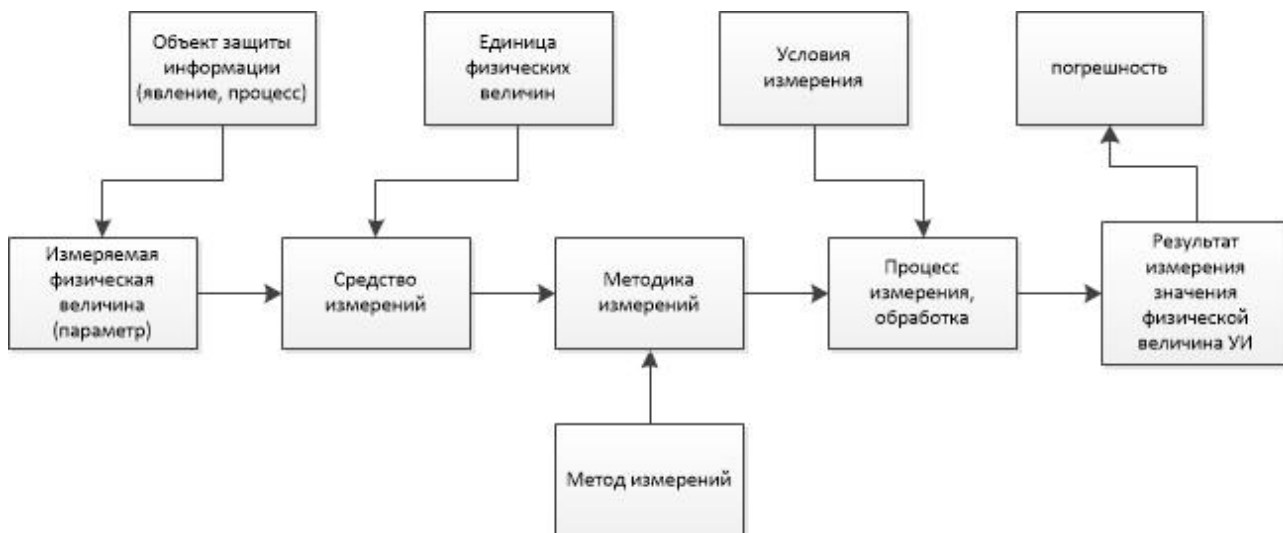 Объект защиты
информации
(явление, процесс)
Единица
физических
величин
Условия
измерения
погрешность
Измеряемая
физическая
величина
(параметр)
Средство
измерений
Методика
измерений
Процесс
измерения,
обработка
Результат
измерения
значения
физической
величина УИ
Метод измерений